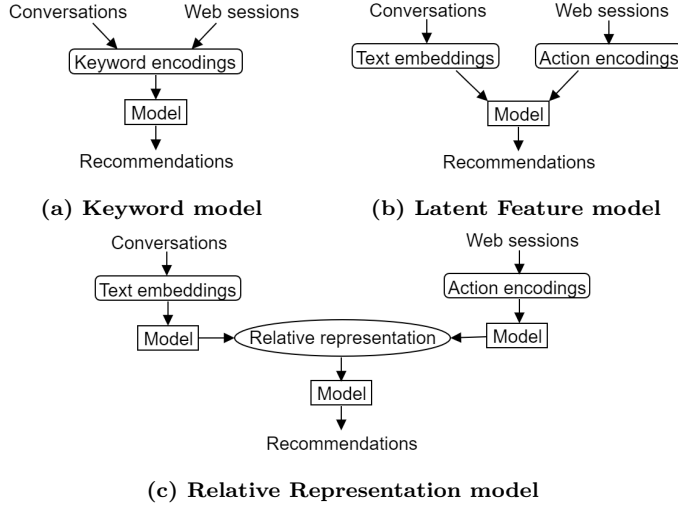 Conversations Web sessions
Keyword encodings
Model
Recommendations
(a) Keyword model
Conversations Web sessions
Text embeddings Action encodings
Model
Recommendations
(b) Latent Feature model
Conversations Web sessions
Text embeddings Action encodings
Model Relative representation Model
Model
Recommendations
(c) Relative Representation model